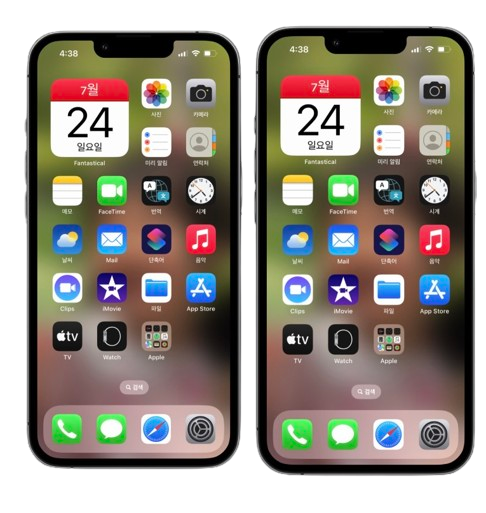 4:38
7월
24
일요일
Fantastical
사진
카메라
미리 알림
연락처
메모
FaceTime
번역
시계
날씨
Mail
단축어
음악
Clips
iMovie
파일
App Store
tv
TV
Watch
Apple
검색
4:38
7월
24
일요일
Fantastical
사진
카메라
미리 알림
연락처
메모
FaceTime
번역
시계
날씨
Mail
단축어
음악
Clips
iMovie
파일
App Store
tv
TV
Watch
Apple
검색